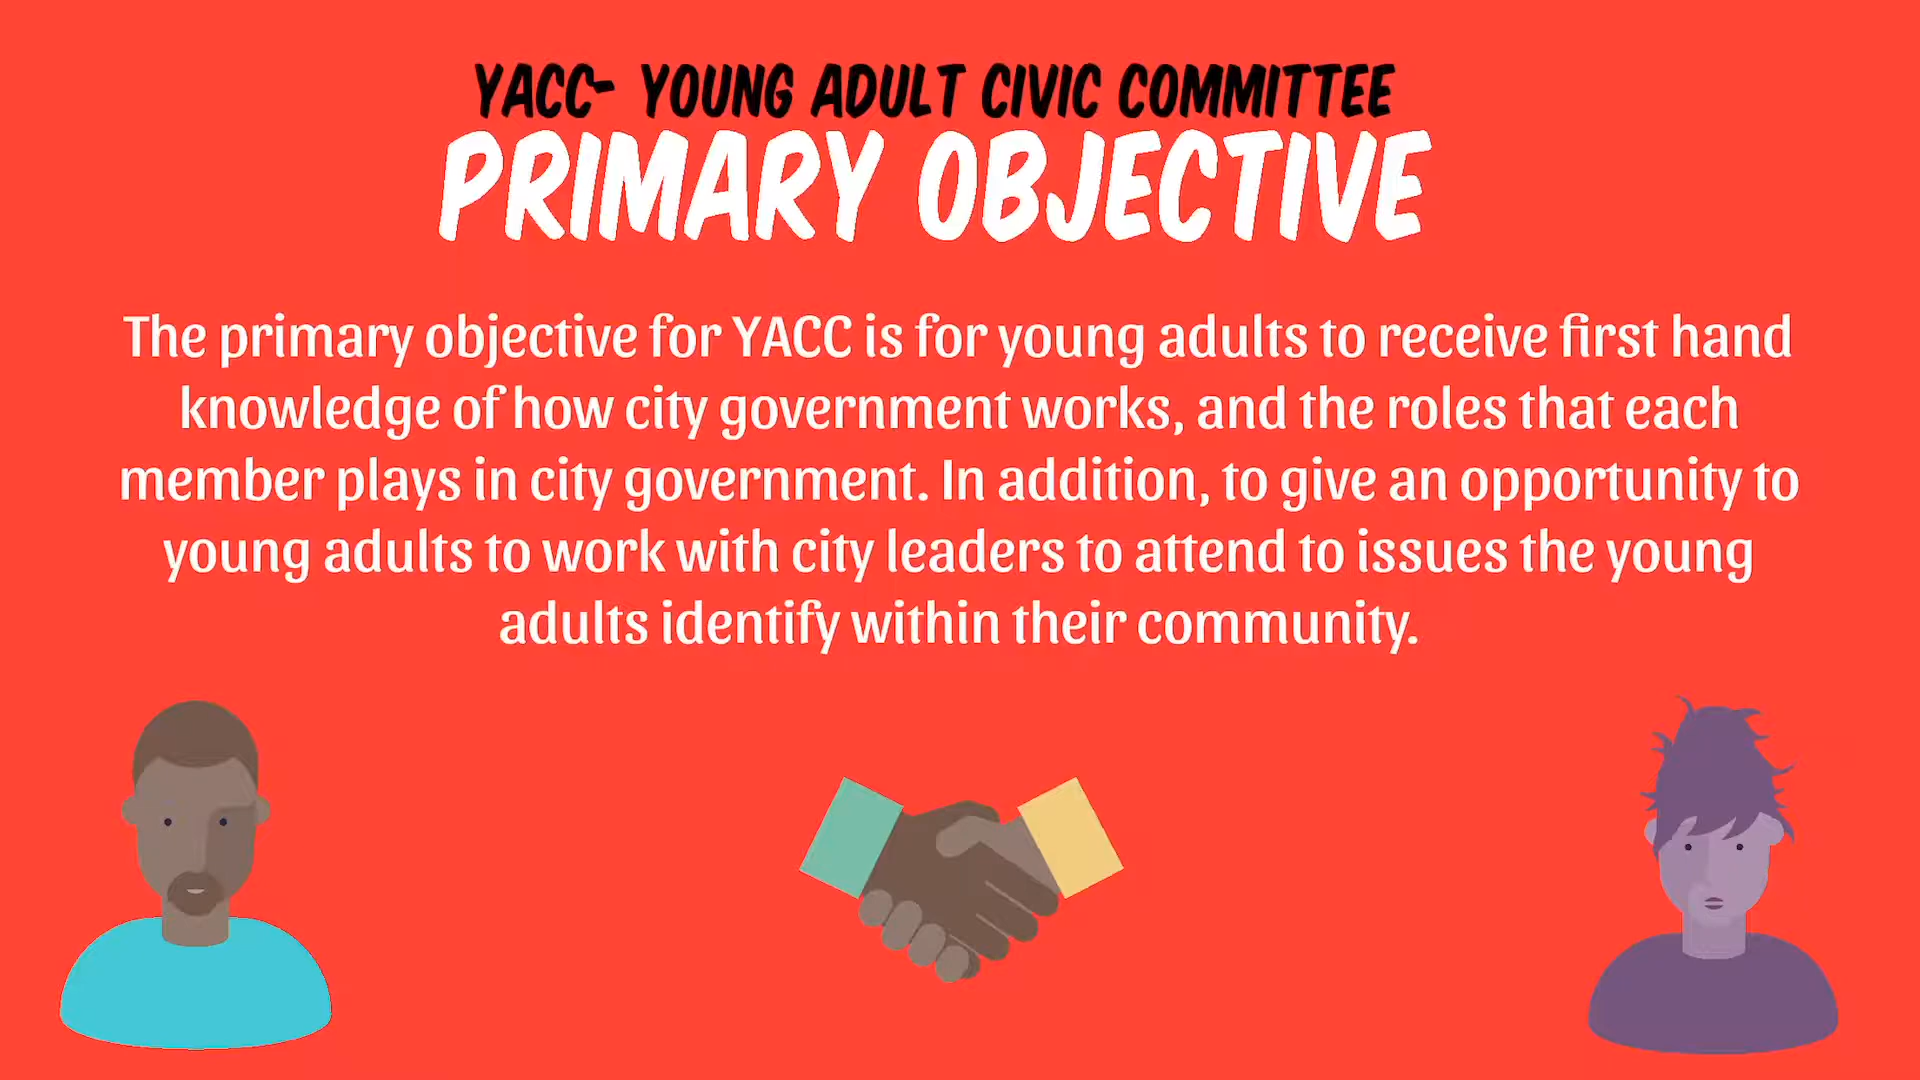 YACC- YOUNG ADULT CIVIC COMMITTEE
PRIMARY OBJECTIVE
The primary objective for YACC is for young adults to receive first hand
knowledge of how city government works, and the roles that each
member plays in city government. In addition, to give an opportunity to
young adults to work with city leaders to attend to issues the young
adults identify within their community.